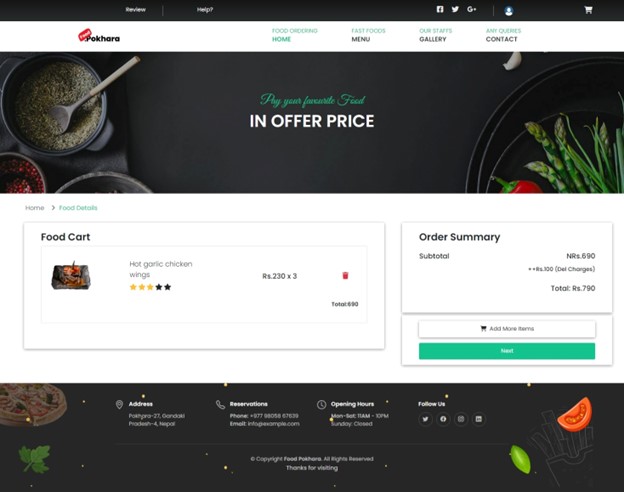 Review
Help?
Food
Pokhara
FOOD ORDERING
HOME
FAST FOODS
MENU
OUR STAFFS
GALLERY
ANY QUERIES
CONTACT
Pay your favourite Food
IN OFFER PRICE
Home > Food Details
Food Cart
Hot garlic chicken
wings
Rs.230 x 3
Total:690
Order Summary
Subtotal NRs.690
++Rs.100 (Del Charges)
Total: Rs.790
Add More Items
Next
Address
Pokhara-27, Gandaki
Pradesh-4, Nepal
Reservations
Phone: +977 98058 67639
Email: info@example.com
Opening Hours
Mon-Sat: 11AM - 10PM
Sunday: Closed
Follow Us
© Copyright Food Pokhara. All Rights Reserved
Thanks for visiting